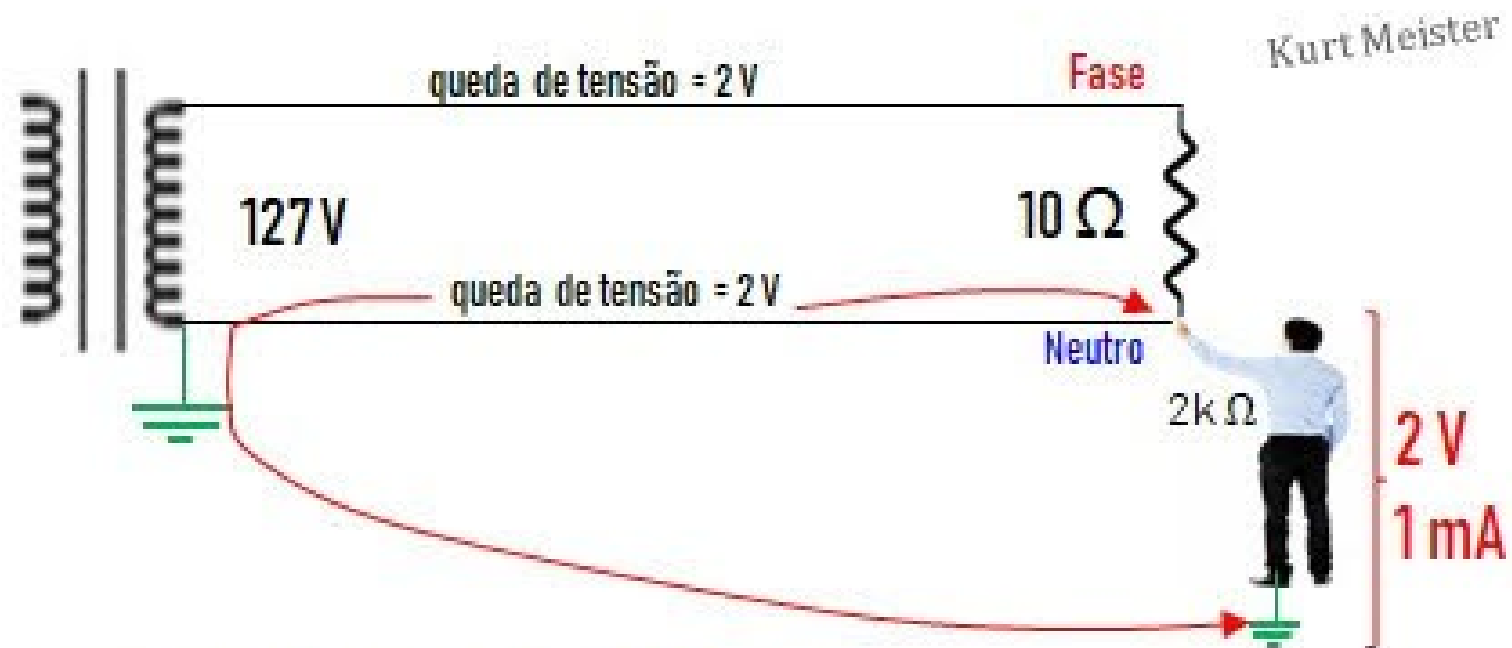 Kurt Meister
queda de tensão = 2 V
Fase
127 V
10 Ω
queda de tensão = 2 V
Neutro
2k Ω
2 V
1 mA